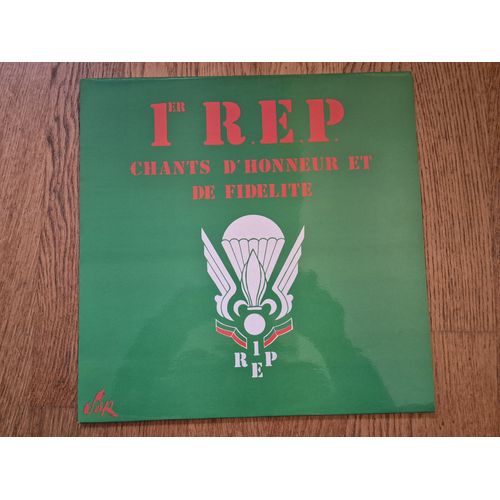 1ER R.E.P.
CHANTS D'HONNEUR ET
DE FIDELITE
1
R P
E